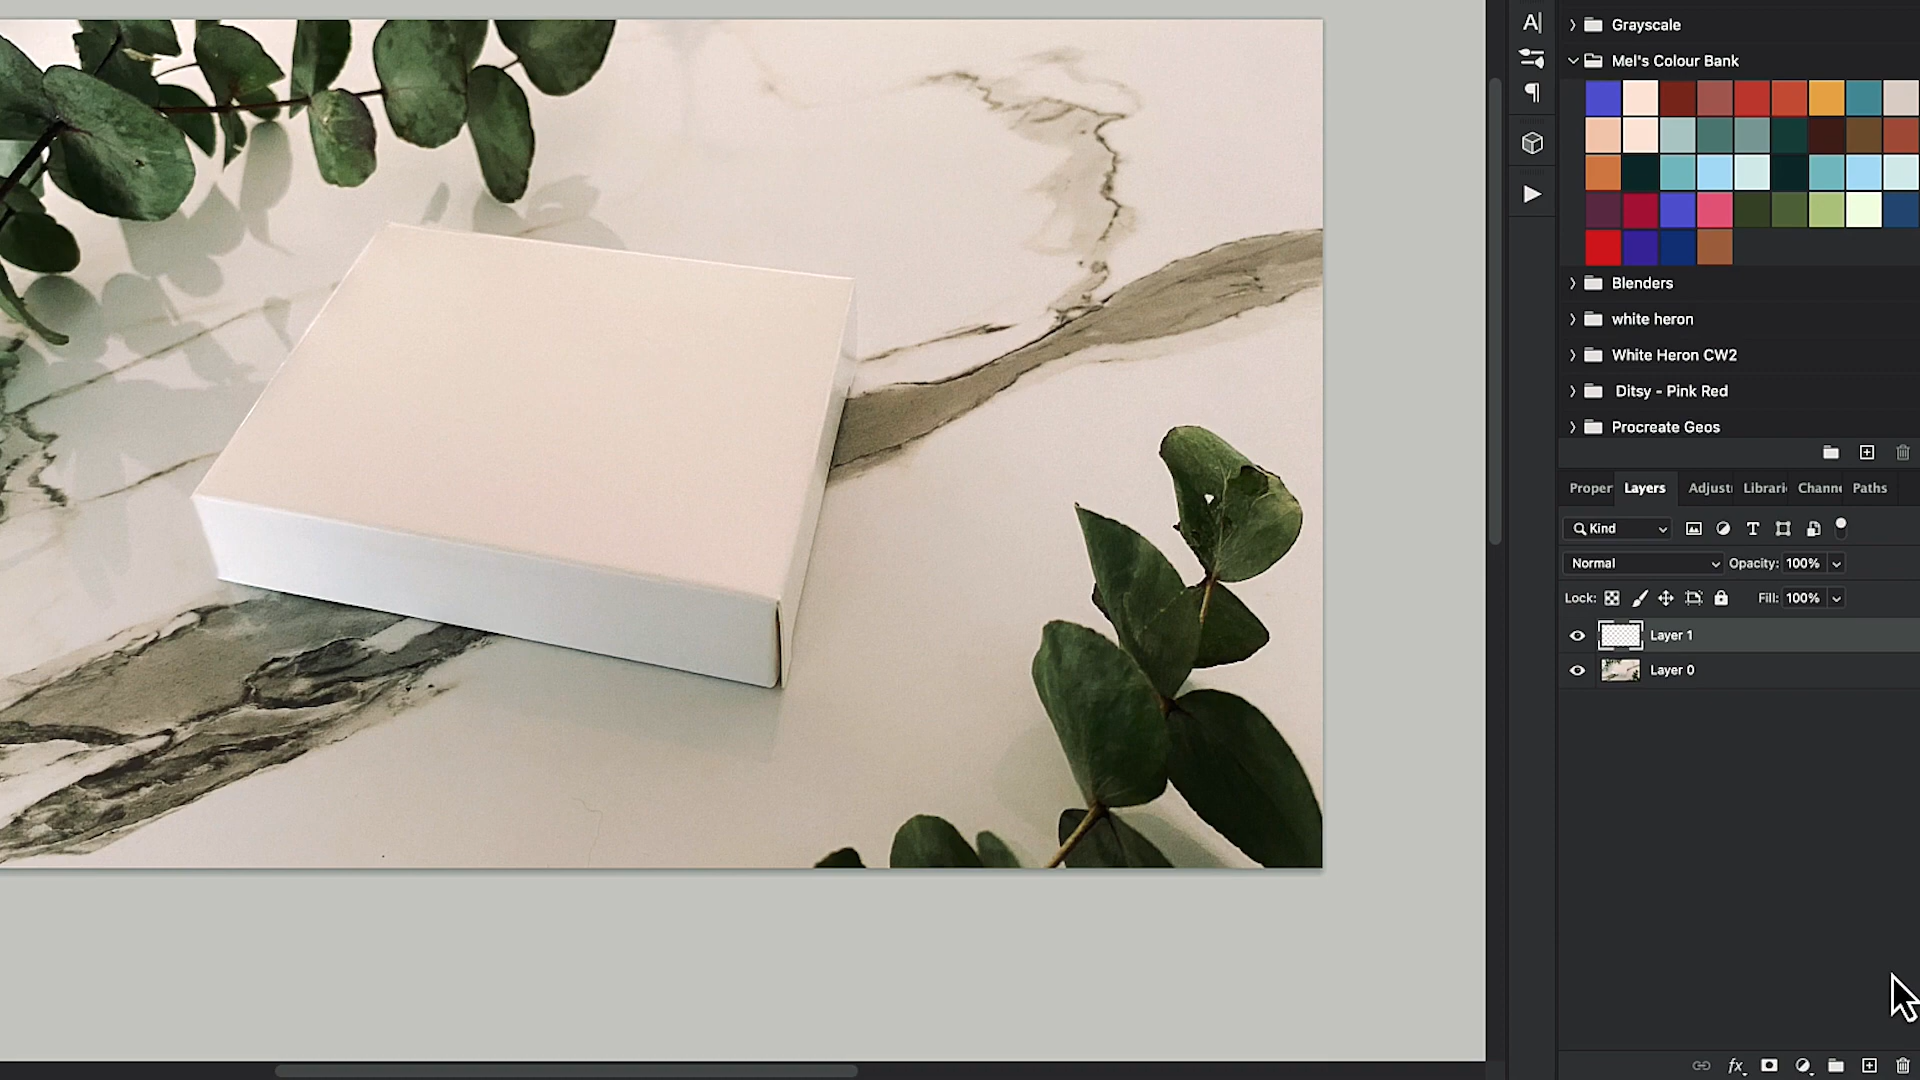 A|
Grayscale
Mel's Colour Bank
Blenders
white heron
White Heron CW2
Ditsy - Pink Red
Procreate Geos
Proper Layers Adjust Librari Channe Paths
Kind T
Normal Opacity: 100%
Lock: Fill: 100%
Layer 1
Layer 0
fx